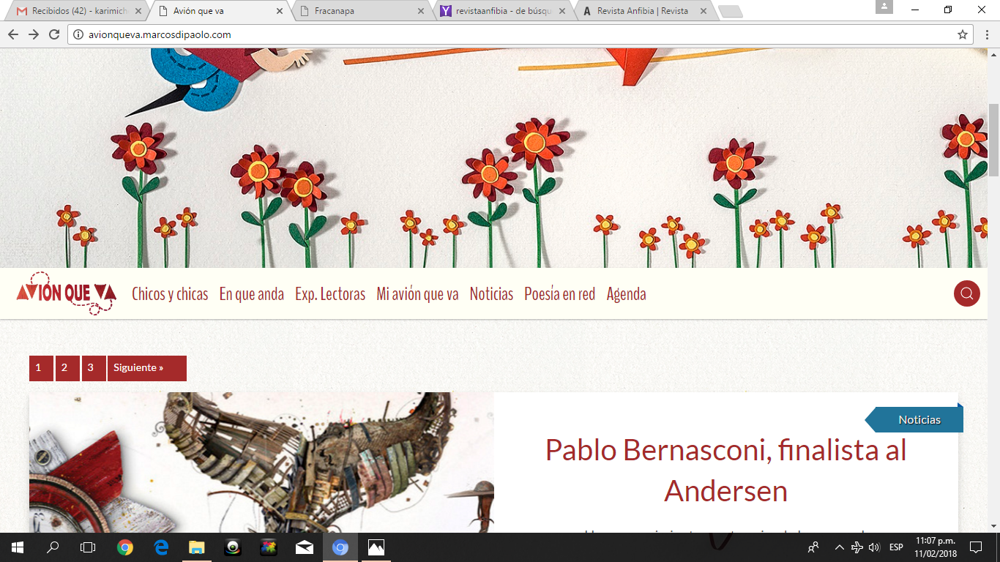 Recibidos (42) - karimich
Avión que va
Fracanapa
revistaanfibia - de búsqu
A Revista Anfibia | Revista
avionqueva.marcosdipaolo.com
AVIÓN QUE VA
Chicos y chicas En que anda Exp. Lectoras Mi avión que va Noticias Poesía en red Agenda
1 2 3 Siguiente »
Noticias
Pablo Bernasconi, finalista al
Andersen
ESP
11:07 p.m.
11/02/2018